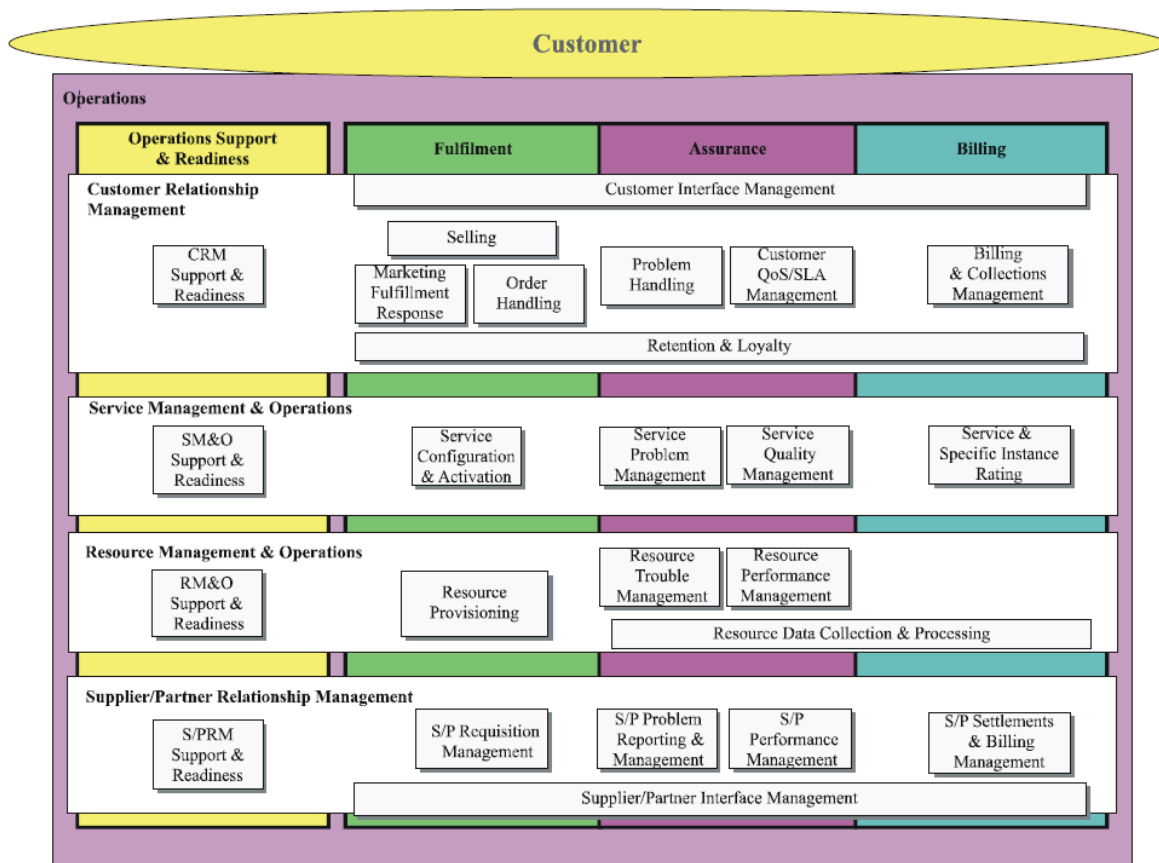 Customer
Operations
Operations Support
& Readiness
Fulfilment
Assurance
Billing
Customer Relationship
Management
Customer Interface Management
CRM
Support &
Readiness
Selling
Marketing
Fulfillment
Response
Order
Handling
Problem
Handling
Customer
QoS/SLA
Management
Billing
& Collections
Management
Retention & Loyalty
Service Management & Operations
SM&O
Support &
Readiness
Service
Configuration
& Activation
Service
Problem
Management
Service
Quality
Management
Service &
Specific Instance
Rating
Resource Management & Operations
RM&O
Support &
Readiness
Resource
Provisioning
Resource
Trouble
Management
Resource
Performance
Management
Resource Data Collection & Processing
Supplier/Partner Relationship Management
S/PRM
Support &
Readiness
S/P Requisition
Management
S/P Problem
Reporting &
Management
S/P
Performance
Management
S/P Settlements
& Billing
Management
Supplier/Partner Interface Management